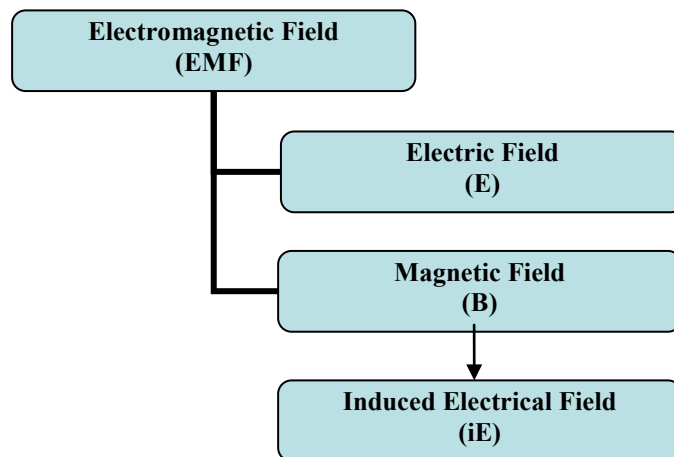 Electromagnetic Field
(EMF)
Electric Field
(E)
Magnetic Field
(B)
Induced Electrical Field
(iE)